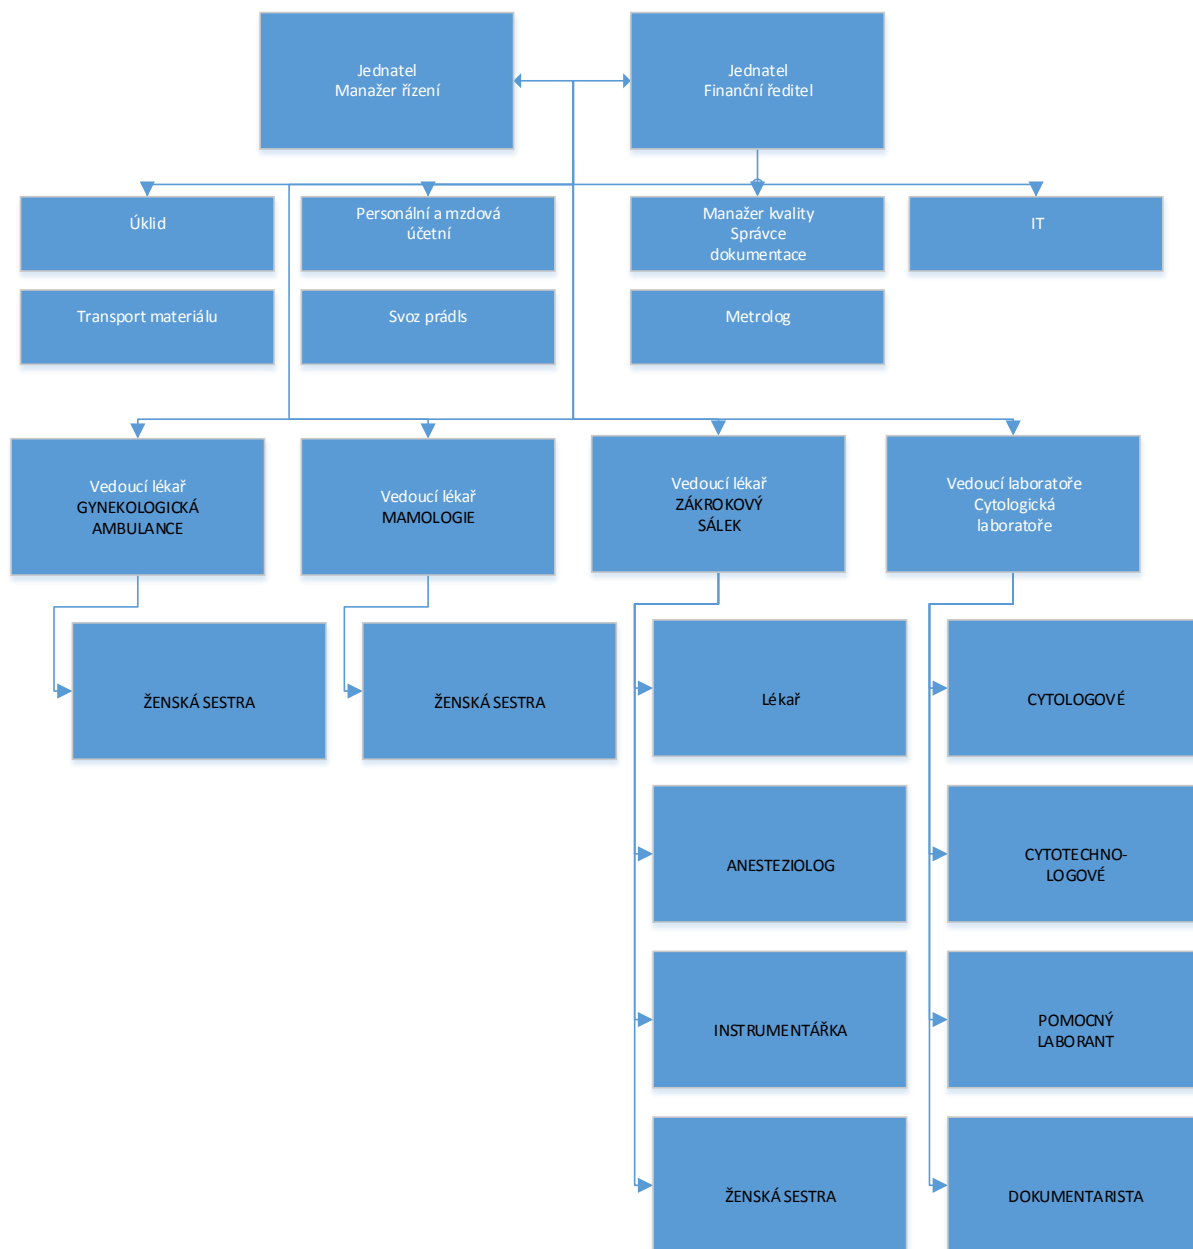 Jednatel
Manažer řízení
Jednatel
Finanční ředitel
Úklid
Personální a mzdová
účetní
Manažer kvality
Správce
dokumentace
IT
Transport materiálu
Svoz prádls
Metrolog
Vedoucí lékař
GYNEKOLOGICKÁ
AMBULANCE
Vedoucí lékař
MAMOLOGIE
Vedoucí lékař
ZÁKROKOVÝ
SÁLEK
Vedoucí laboratoře
Cytologická
laboratoře
ŽENSKÁ SESTRA
ŽENSKÁ SESTRA
Lékař
CYTOLOGOVÉ
ANESTEZIOLOG
CYTOTECHNO-
LOGOVÉ
INSTRUMENTÁŘKA
POMOCNÝ
LABORANT
ŽENSKÁ SESTRA
DOKUMENTARISTA